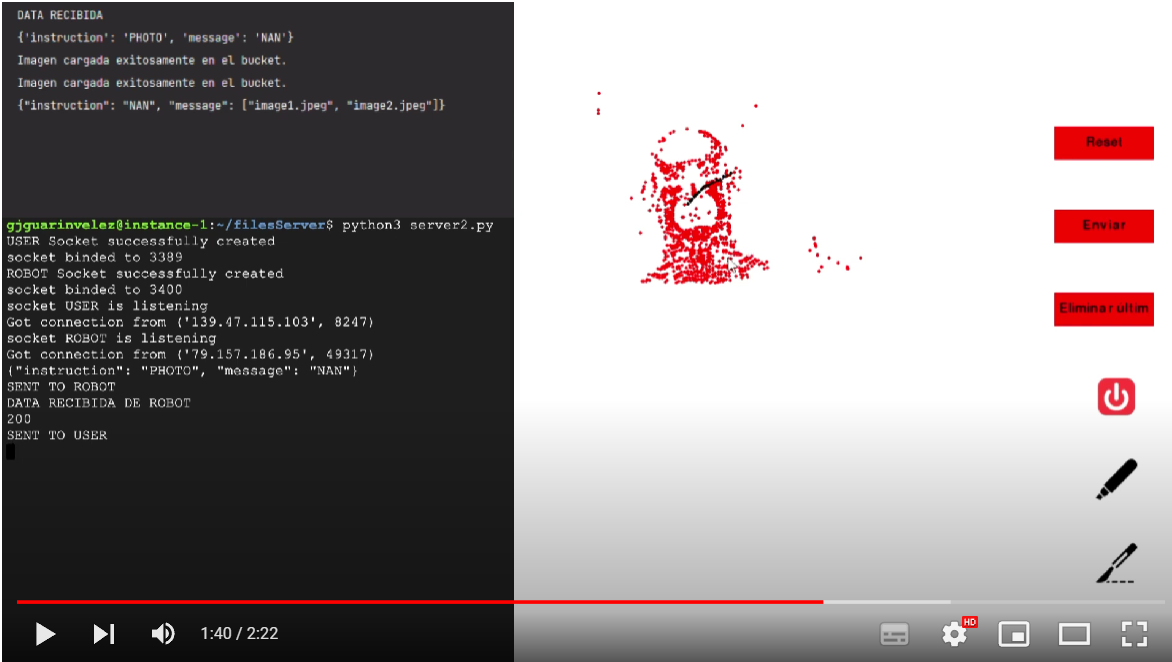 DATA RECIBIDA
{'instruction': 'PHOTO', 'message': 'NAN'}
Imagen cargada exitosamente en el bucket.
Imagen cargada exitosamente en el bucket.
{"instruction": "NAN", "message": ["image1.jpeg", "image2.jpeg"]}
gjguarinvelez@instance-1:~/filesServer$ python3 server2.py
USER Socket successfully created
socket binded to 3389
ROBOT Socket successfully created
socket binded to 3400
socket USER is listening
Got connection from ('139.47.115.103', 8247)
socket ROBOT is listening
Got connection from ('79.157.186.95', 49317)
{"instruction": "PHOTO", "message": "NAN"}
SENT TO ROBOT
DATA RECIBIDA DE ROBOT
200
SENT TO USER
Reset
Enviar
Eliminar últim
1:40 / 2:22
HD